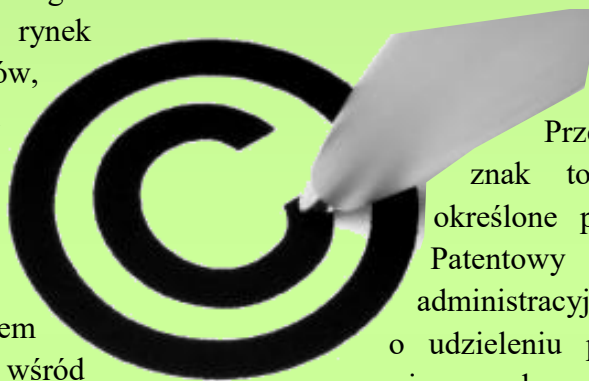 rynek
ów,
em
wśród
Prze
znak to
określone p
Patentowy
administracyj
o udzieleniu p